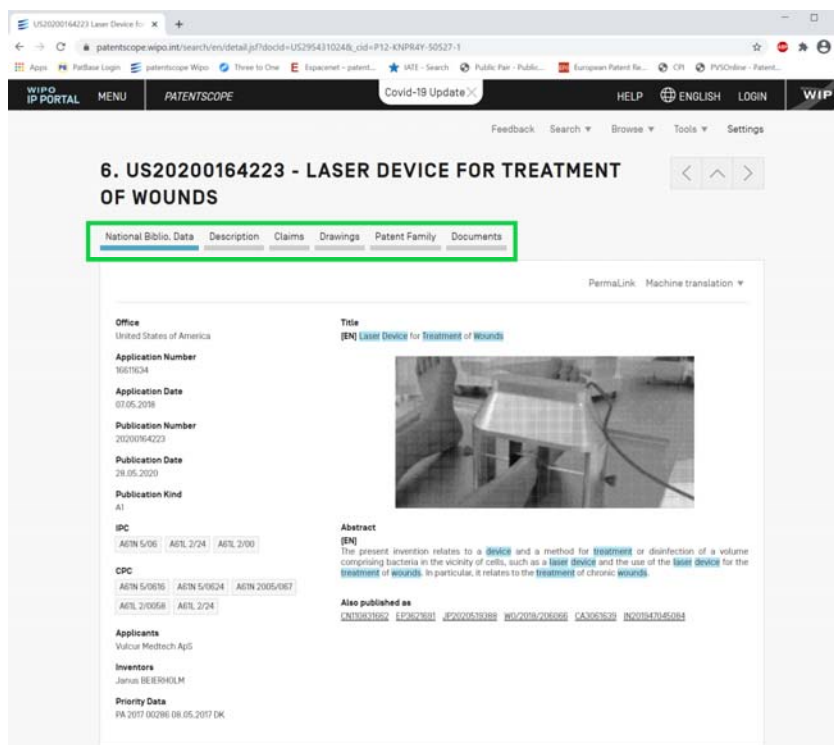 US20200164223 Laser Device for
patentscope.wipo.int/search/en/detail.jsf?docId=US295431024&_cid=P12-KNPR4Y-50527-1
Apps PatBase Login patentscope Wipo Three to One Espacenet - patent... IATE - Search Public Pair - Public... European Patent Re... CPI PVSOnline - Patent...
WIPO
IP PORTAL MENU PATENTSCOPE Covid-19 Update HELP ENGLISH LOGIN WIP
Feedback Search Browse Tools Settings
6. US20200164223 - LASER DEVICE FOR TREATMENT
OF WOUNDS
National Biblio. Data Description Claims Drawings Patent Family Documents
PermaLink Machine translation
Office
United States of America
Application Number
16611634
Application Date
07.05.2018
Publication Number
20200164223
Publication Date
28.05.2020
Publication Kind
A1
IPC
A61N 5/06 A61L 2/24 A61L 2/00
CPC
A61N 5/0616 A61N 5/0624 A61N 2005/067
A61L 2/0058 A61L 2/24
Applicants
Vulcur Medtech ApS
Inventors
Janus BEIERHOLM
Priority Data
PA 2017 00286 08.05.2017 DK
Title
[EN] Laser Device for Treatment of Wounds
Abstract
[EN]
The present invention relates to a device and a method for treatment or disinfection of a volume
comprising bacteria in the vicinity of cells, such as a laser device and the use of the laser device for the
treatment of wounds. In particular, it relates to the treatment of chronic wounds.
Also published as
CN110831662 EP3621691 JP2020519388 WO/2018/206066 CA3061639 IN201947045084